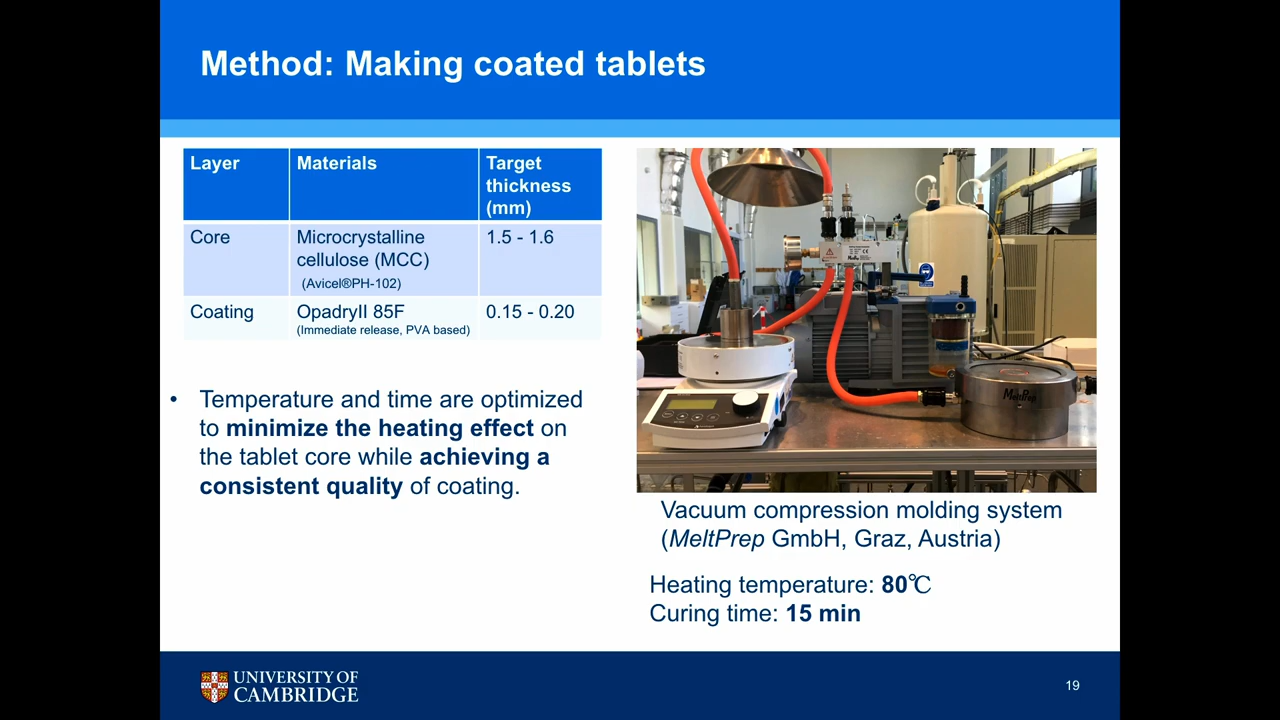 Method: Making coated tablets
Layer Materials Target thickness (mm)
Core Microcrystalline cellulose (MCC) (Avicel®PH-102) 1.5 - 1.6
Coating OpadryII 85F (Immediate release, PVA based) 0.15 - 0.20
• Temperature and time are optimized
to minimize the heating effect on
the tablet core while achieving a
consistent quality of coating.
MeltPrep
Vacuum compression molding system
(MeltPrep GmbH, Graz, Austria)
Heating temperature: 80℃
Curing time: 15 min
UNIVERSITY OF
CAMBRIDGE
19